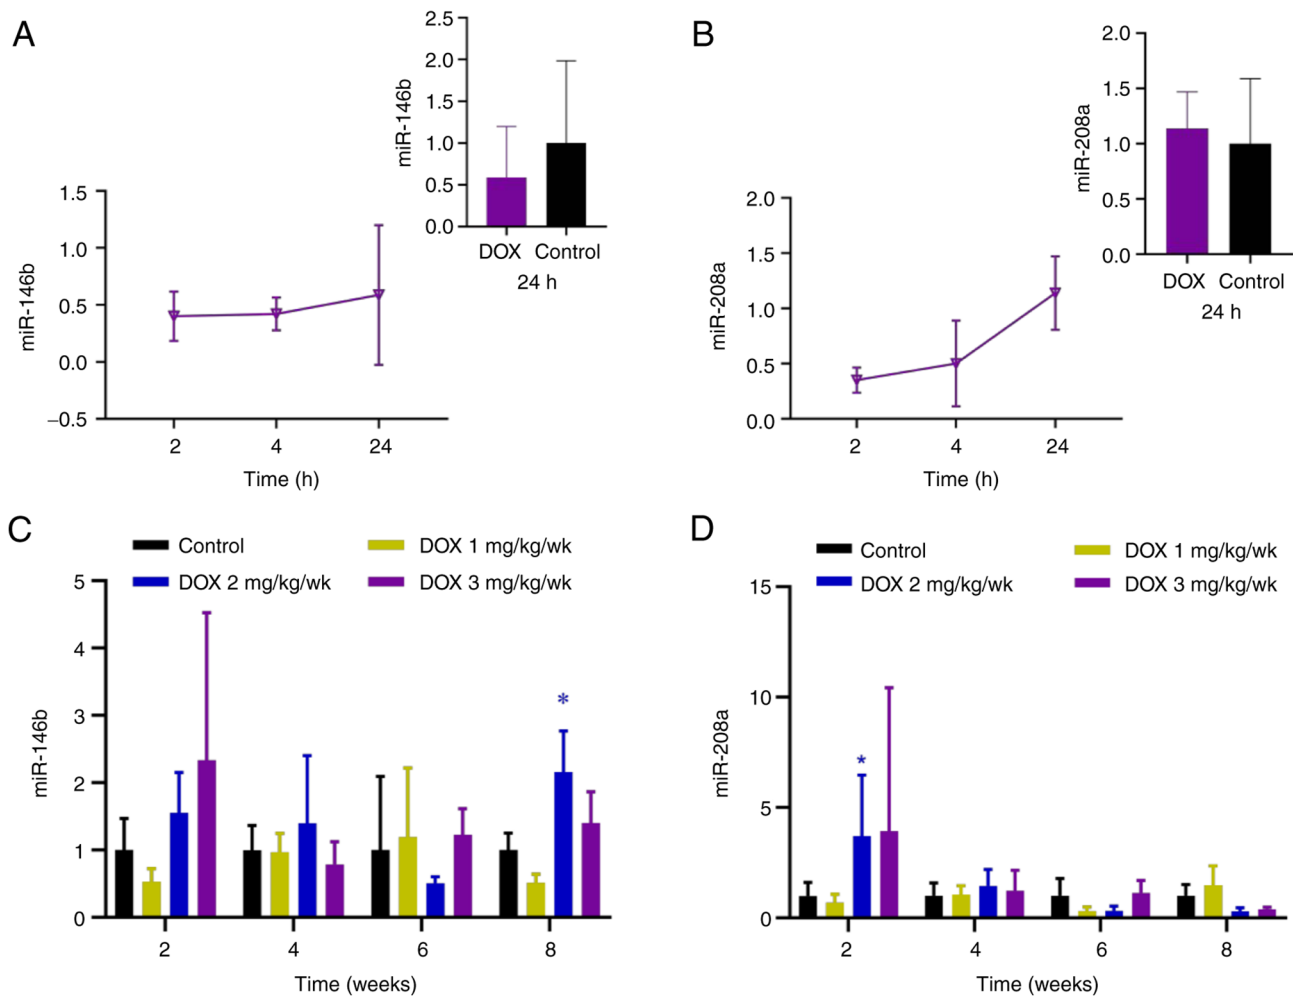 A
miR-146b
2.5
2.0
1.5
1.0
0.5
0.0
DOX Control
24 h
miR-146b
1.5
1.0
0.5
0.0
–0.5
2 4 24
Time (h)
B
miR-208a
2.0
1.5
1.0
0.5
0.0
DOX Control
24 h
miR-208a
2.0
1.5
1.0
0.5
0.0
2 4 24
Time (h)
C
Control DOX 1 mg/kg/wk
DOX 2 mg/kg/wk DOX 3 mg/kg/wk
miR-146b
5
4
3
2
1
0
*
2 4 6 8
Time (weeks)
D
Control DOX 1 mg/kg/wk
DOX 2 mg/kg/wk DOX 3 mg/kg/wk
miR-208a
15
10
5
0
*
2 4 6 8
Time (weeks)